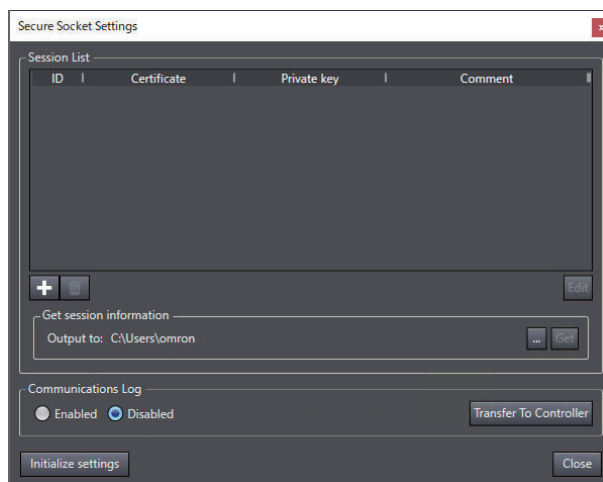 Secure Socket Settings
x
Session List
ID Certificate Private key Comment
Edit
Get session information
Output to: C:\Users\omron ... Get
Communications Log
Enabled Disabled Transfer To Controller
Initialize settings Close